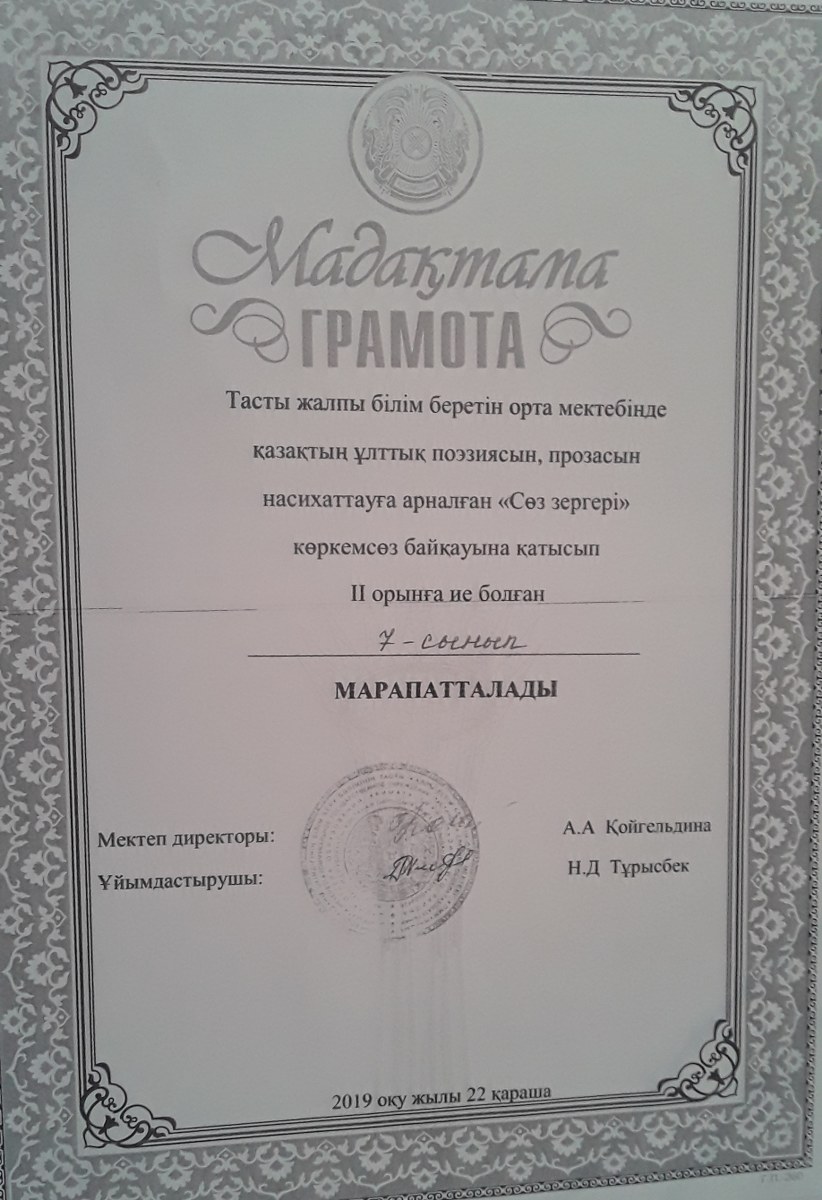 Мадақтама
ГРАМОТА
Тасты жалпы білім беретін орта мектебінде
қазақтың ұлттық поэзиясын, прозасын
насихаттауға арналған «Сөз зергері»
көркемсөз байқауына қатысып
ІІ орынға ие болған
7 - сынып
МАРАПАТТАЛАДЫ
Мектеп директоры: А.А Қойгельдина
Ұйымдастырушы: Н.Д Тұрысбек
2019 оқу жылы 22 қараша